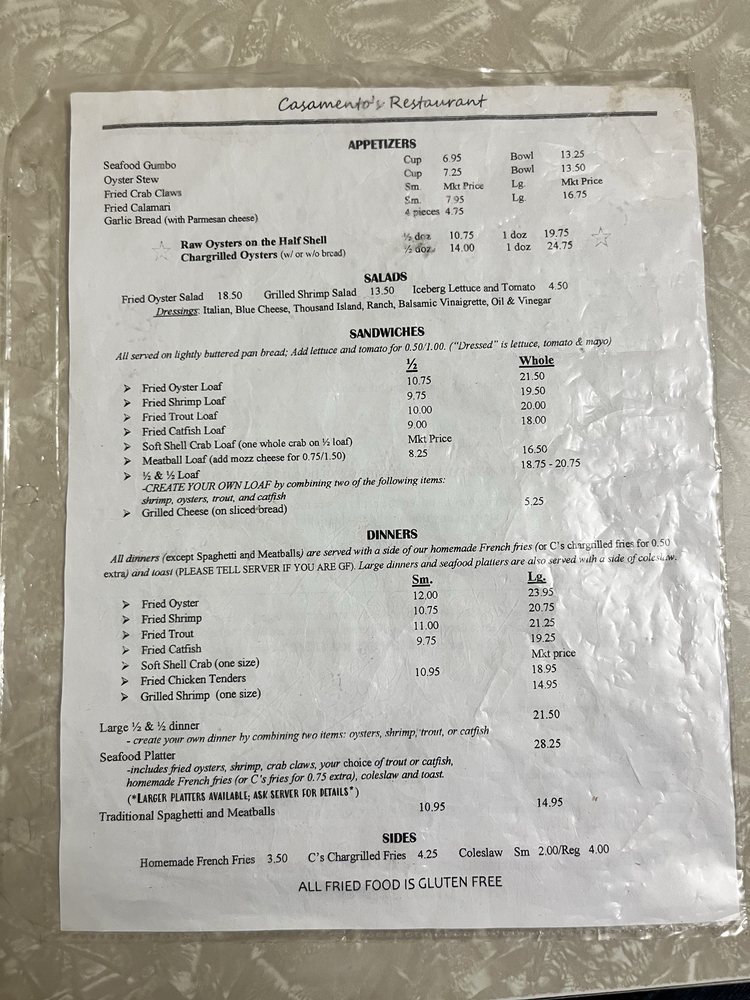 Casamento's Restaurant
APPETIZERS
Seafood Gumbo Cup 6.95 Bowl 13.25
Oyster Stew Cup 7.25 Bowl 13.50
Fried Crab Claws Sm. Mkt Price Lg. Mkt Price
Fried Calamari Sm. 7.95 Lg. 16.75
Garlic Bread (with Parmesan cheese) 4 pieces 4.75
Raw Oysters on the Half Shell ½ doz 10.75 1 doz 19.75
Chargrilled Oysters (w/ or w/o bread) ½ doz 14.00 1 doz 24.75
SALADS
Fried Oyster Salad 18.50 Grilled Shrimp Salad 13.50 Iceberg Lettuce and Tomato 4.50
Dressings: Italian, Blue Cheese, Thousand Island, Ranch, Balsamic Vinaigrette, Oil & Vinegar
SANDWICHES
All served on lightly buttered pan bread; Add lettuce and tomato for 0.50/1.00. ("Dressed" is lettuce, tomato & mayo)
½ Whole
Fried Oyster Loaf 10.75 21.50
Fried Shrimp Loaf 9.75 19.50
Fried Trout Loaf 10.00 20.00
Fried Catfish Loaf 9.00 18.00
Soft Shell Crab Loaf (one whole crab on ½ loaf) Mkt Price
Meatball Loaf (add mozz cheese for 0.75/1.50) 8.25 16.50
½ & ½ Loaf 18.75 - 20.75
-CREATE YOUR OWN LOAF by combining two of the following items:
shrimp, oysters, trout, and catfish
Grilled Cheese (on sliced bread) 5.25
DINNERS
All dinners (except Spaghetti and Meatballs) are served with a side of our homemade French fries (or C's chargrilled fries for 0.50
extra) and toast (PLEASE TELL SERVER IF YOU ARE GF). Large dinners and seafood platters are also served with a side of coleslaw.
Sm. Lg.
Fried Oyster 12.00 23.95
Fried Shrimp 10.75 20.75
Fried Trout 11.00 21.25
Fried Catfish 9.75 19.25
Soft Shell Crab (one size) Mkt price
Fried Chicken Tenders 10.95 18.95
Grilled Shrimp (one size) 14.95
Large ½ & ½ dinner 21.50
- create your own dinner by combining two items: oysters, shrimp, trout, or catfish
Seafood Platter 28.25
-includes fried oysters, shrimp, crab claws, your choice of trout or catfish,
homemade French fries (or C's fries for 0.75 extra), coleslaw and toast.
(*LARGER PLATTERS AVAILABLE; ASK SERVER FOR DETAILS*)
Traditional Spaghetti and Meatballs 10.95 14.95
SIDES
Homemade French Fries 3.50 C's Chargrilled Fries 4.25 Coleslaw Sm 2.00/Reg 4.00
ALL FRIED FOOD IS GLUTEN FREE